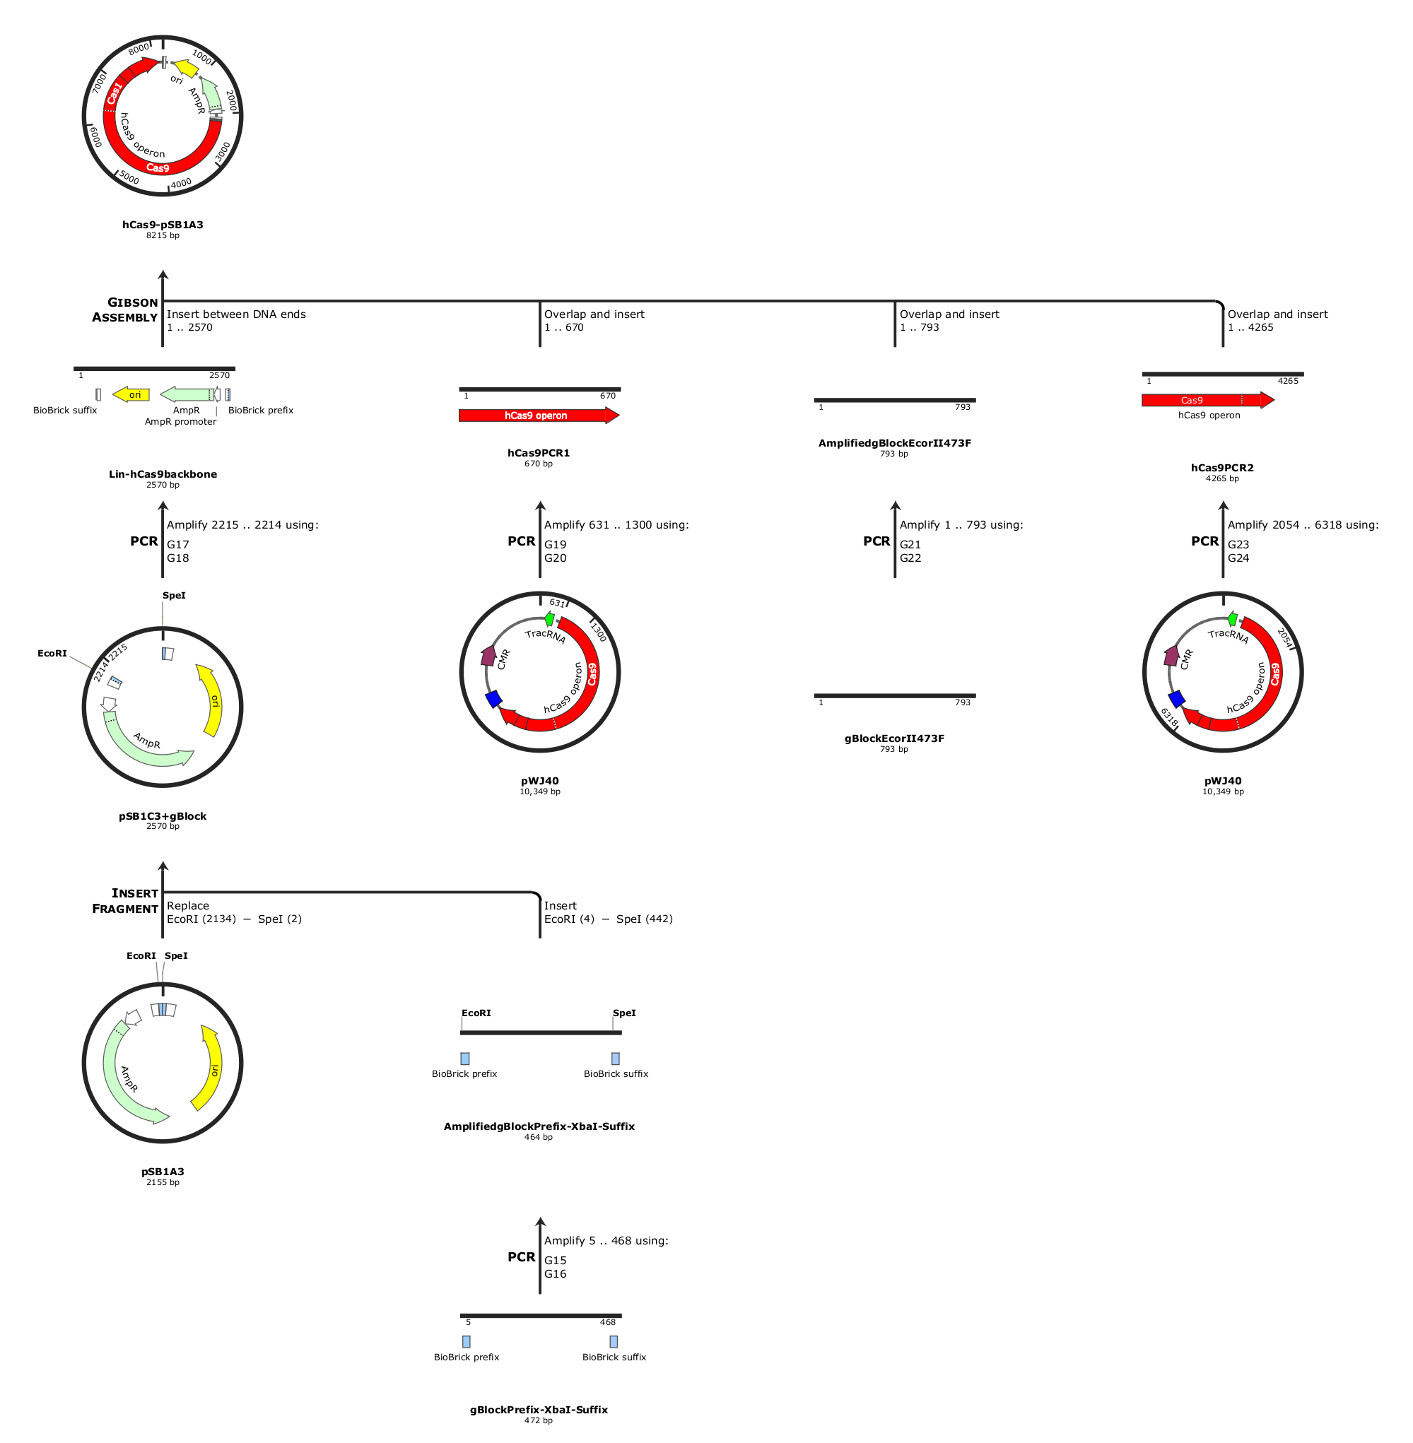 8000
1000
7000
2000
6000
3000
5000
4000
Cas1
ori
AmpR
hCas9 operon
Cas9
hCas9-pSB1A3
8215 bp
GIBSON
ASSEMBLY
Insert between DNA ends
1 .. 2570
Overlap and insert
1 .. 670
Overlap and insert
1 .. 793
Overlap and insert
1 .. 4265
1 2570
ori
BioBrick suffix
AmpR
BioBrick prefix
AmpR promoter
Lin-hCas9backbone
2570 bp
1 670
hCas9 operon
hCas9PCR1
670 bp
1 793
AmplifiedgBlockEcorII473F
793 bp
1 4265
Cas9
hCas9 operon
hCas9PCR2
4265 bp
PCR
Amplify 2215 .. 2214 using:
G17
G18
PCR
Amplify 631 .. 1300 using:
G19
G20
PCR
Amplify 1 .. 793 using:
G21
G22
PCR
Amplify 2054 .. 6318 using:
G23
G24
SpeI
EcoRI
2214
2215
ori
AmpR
pSB1C3+gBlock
2570 bp
631
1300
TracRNA
CMR
Cas9
hCas9 operon
pWJ40
10,349 bp
1 793
gBlockEcorII473F
793 bp
2054
6318
TracRNA
CMR
Cas9
hCas9 operon
pWJ40
10,349 bp
INSERT
FRAGMENT
Replace
EcoRI (2134) – SpeI (2)
Insert
EcoRI (4) – SpeI (442)
EcoRI SpeI
AmpR
ori
pSB1A3
2155 bp
EcoRI SpeI
BioBrick prefix BioBrick suffix
AmplifiedgBlockPrefix-XbaI-Suffix
464 bp
PCR
Amplify 5 .. 468 using:
G15
G16
5 468
BioBrick prefix BioBrick suffix
gBlockPrefix-XbaI-Suffix
472 bp